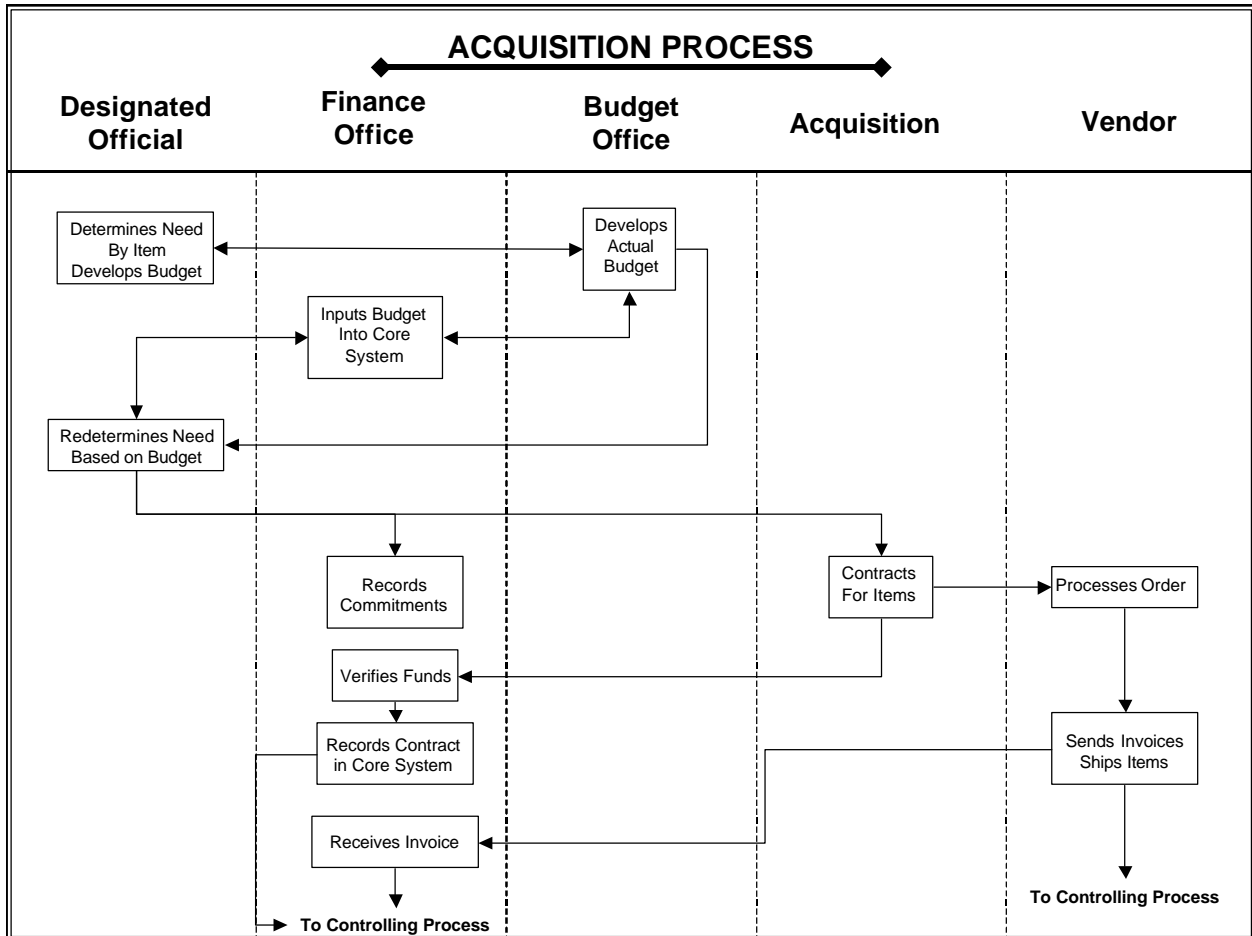 ACQUISITION PROCESS
Designated
Official
Finance
Office
Budget
Office
Acquisition
Vendor
Determines Need
By Item
Develops Budget
Develops
Actual
Budget
Inputs Budget
Into Core
System
Redetermines Need
Based on Budget
Records
Commitments
Contracts
For Items
Processes Order
Verifies Funds
Records Contract
in Core System
Sends Invoices
Ships Items
Receives Invoice
To Controlling Process
To Controlling Process